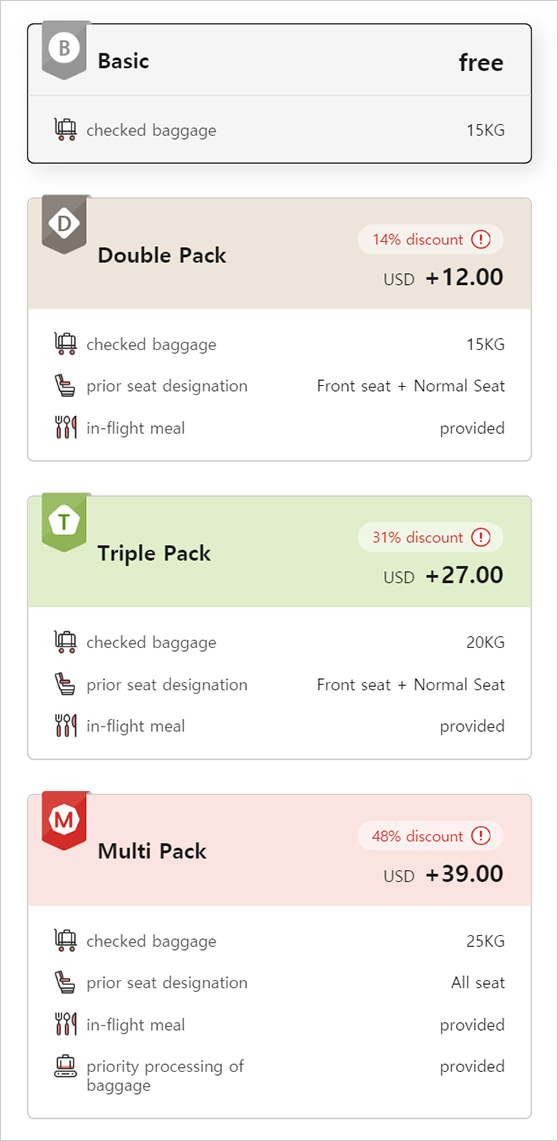 B
Basic
free
checked baggage
15KG
D
Double Pack
14% discount
USD +12.00
checked baggage
15KG
prior seat designation
Front seat + Normal Seat
in-flight meal
provided
T
Triple Pack
31% discount
USD +27.00
checked baggage
20KG
prior seat designation
Front seat + Normal Seat
in-flight meal
provided
M
Multi Pack
48% discount
USD +39.00
checked baggage
25KG
prior seat designation
All seat
in-flight meal
provided
priority processing of
baggage
provided